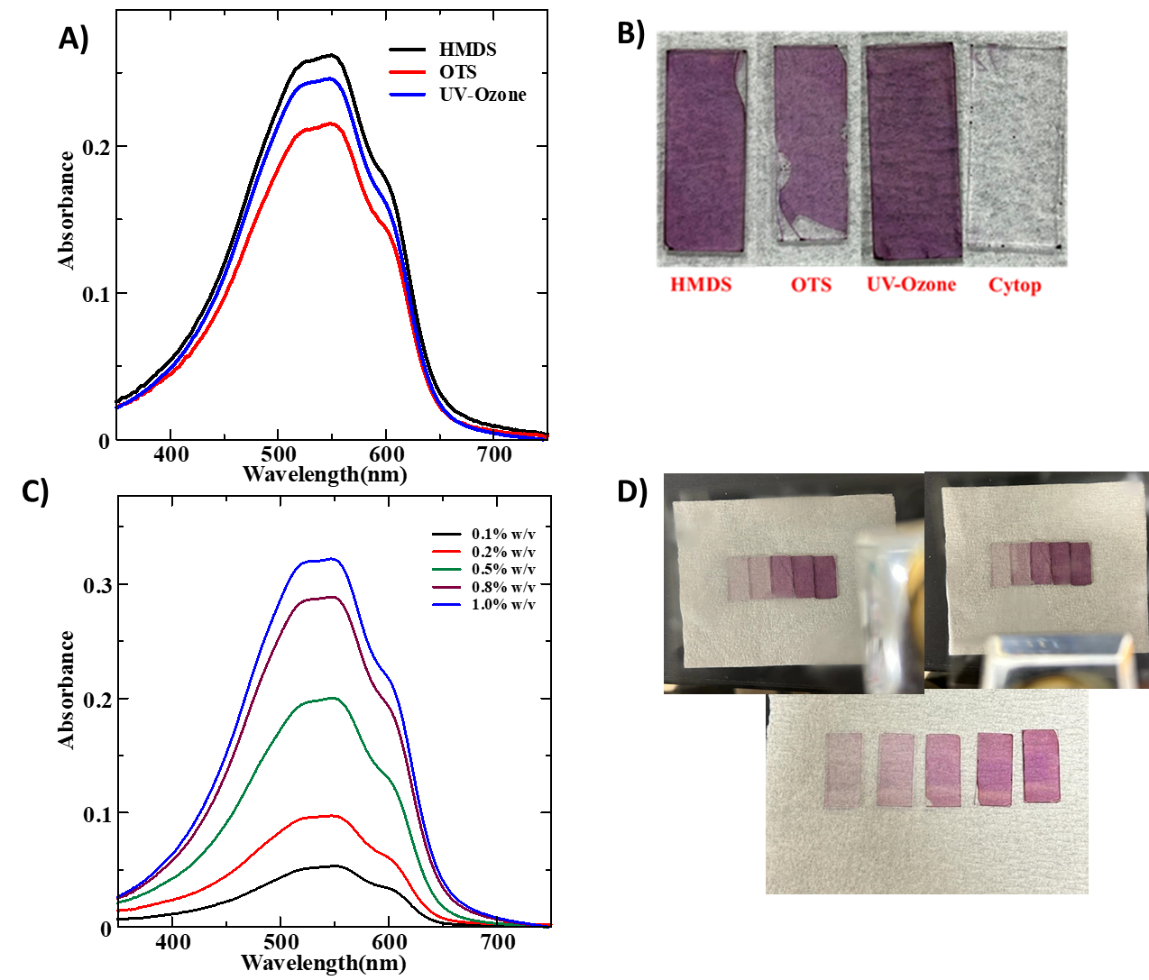 A)
HMDS
OTS
UV-Ozone
0.2
0.1
0
400
500
600
700
Absorbance
Wavelength(nm)
B)
HMDS
OTS
UV-Ozone
Cytop
C)
0.1% w/v
0.2% w/v
0.5% w/v
0.8% w/v
1.0% w/v
0.3
0.2
0.1
0
400
500
600
700
Absorbance
Wavelength(nm)
D)